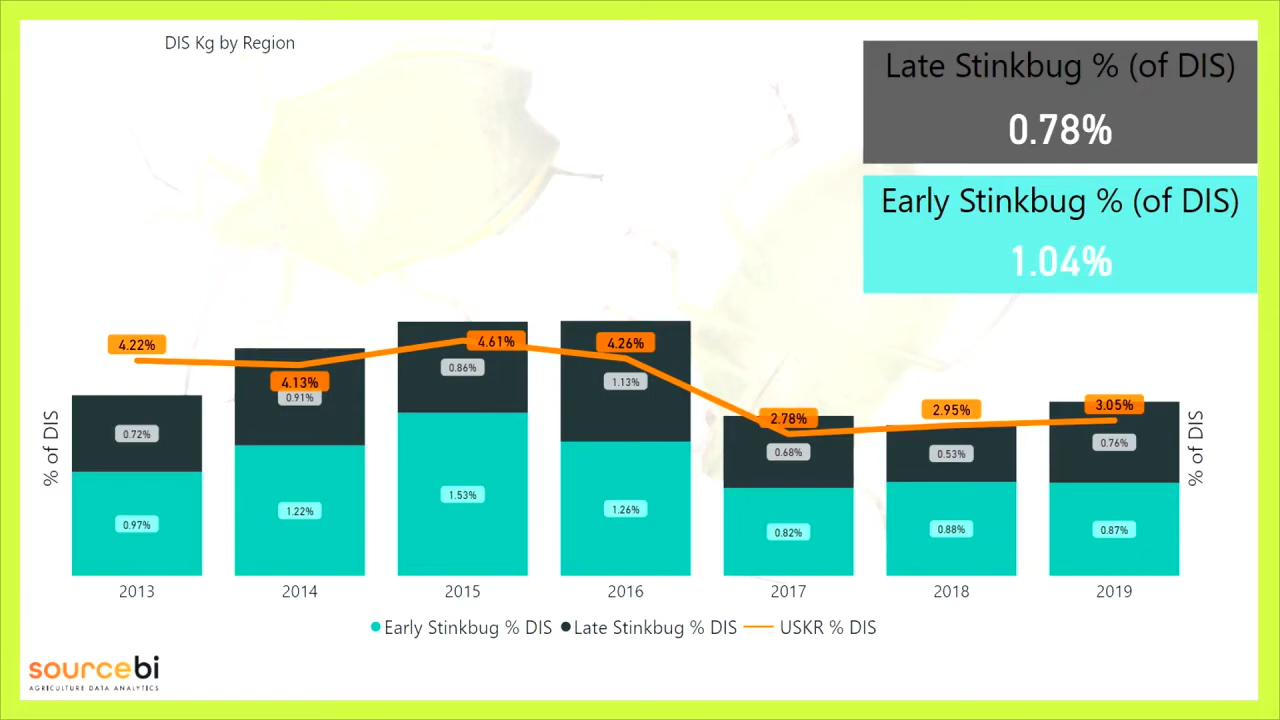 DIS Kg by Region
Late Stinkbug % (of DIS)
0.78%
Early Stinkbug % (of DIS)
1.04%
4.22%
4.13%
4.61%
4.26%
2.78%
2.95%
3.05%
0.72%
0.91%
0.86%
1.13%
0.68%
0.53%
0.76%
0.97%
1.22%
1.53%
1.26%
0.82%
0.88%
0.87%
% of DIS
% of DIS
2013 2014 2015 2016 2017 2018 2019
Early Stinkbug % DIS Late Stinkbug % DIS USKR % DIS
sourcebi
AGRICULTURE DATA ANALYTICS